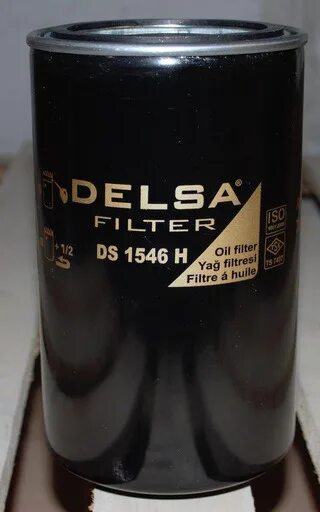 DELSA®
FILTER
DS 1546 H
Oil filter
Yağ filtresi
Filtre á huile
+ 1/2
ISO